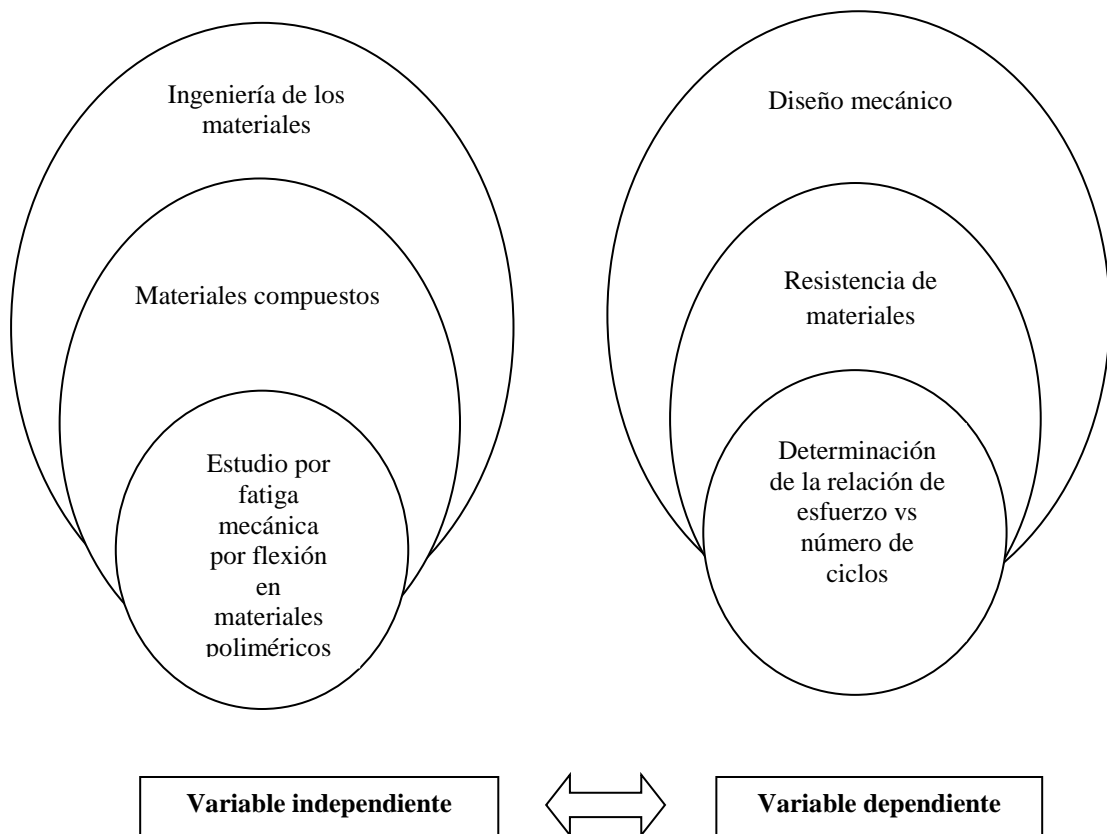 Ingeniería de los
materiales
Materiales compuestos
Estudio por
fatiga
mecánica
por flexión
en
materiales
poliméricos
Diseño mecánico
Resistencia de
materiales
Determinación
de la relación de
esfuerzo vs
número de
ciclos
Variable independiente
Variable dependiente